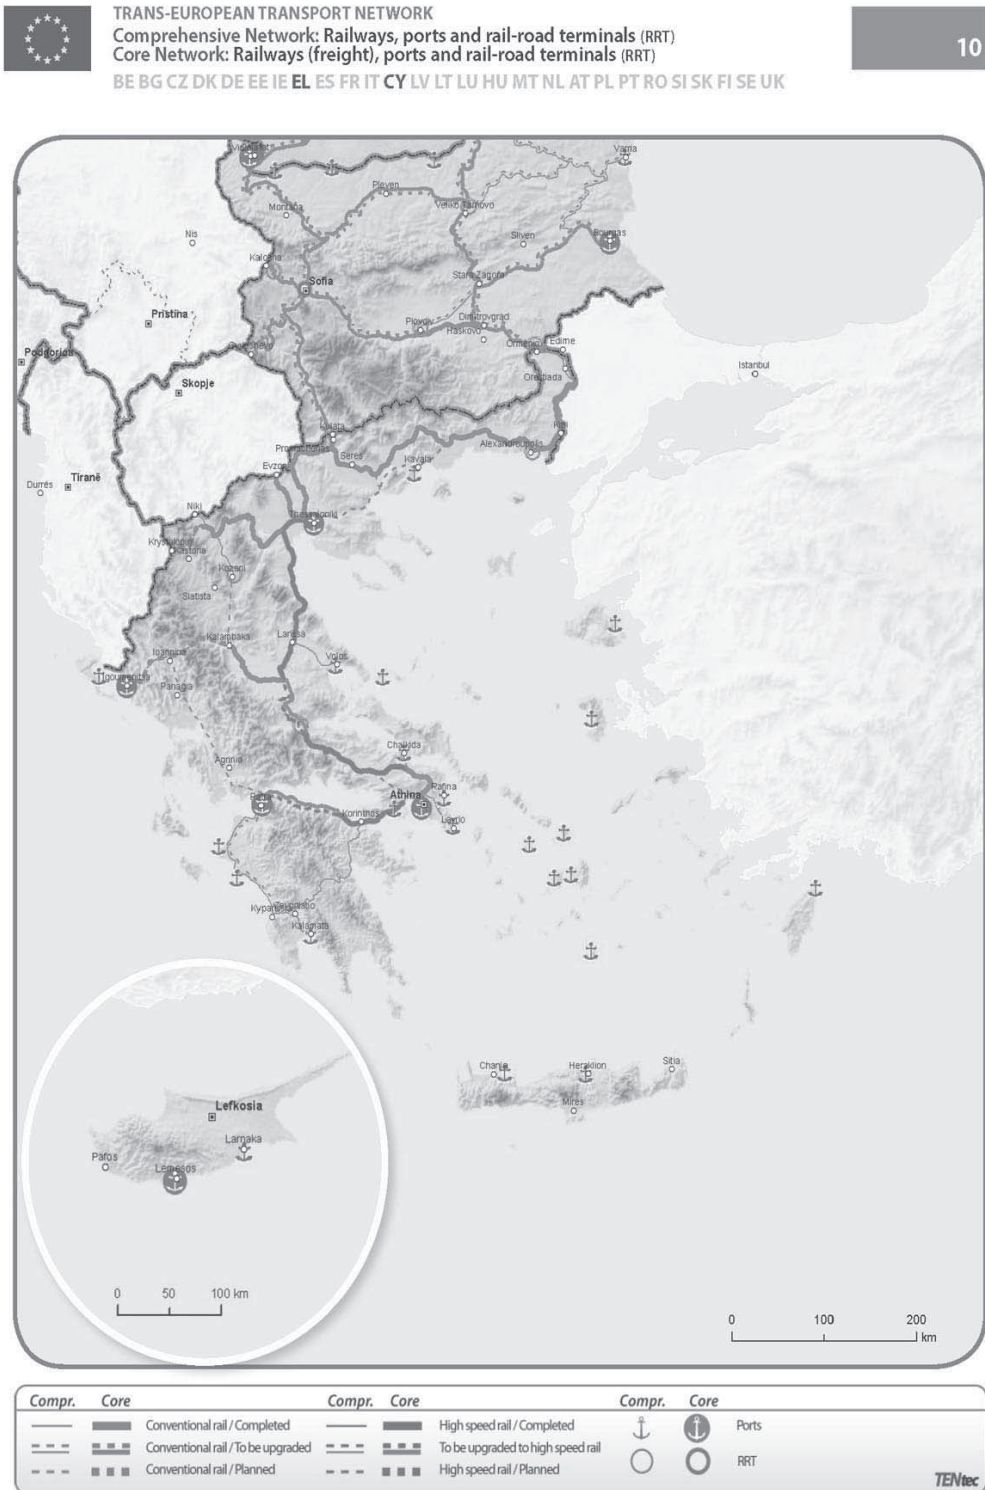 TRANS-EUROPEAN TRANSPORT NETWORK
Comprehensive Network: Railways, ports and rail-road terminals (RRT)
Core Network: Railways (freight), ports and rail-road terminals (RRT)
10
BE BG CZ DK DE EE IE EL ES FR IT CY LV LT LU HU MT NL AT PL PT RO SI SK FI SE UK
Varna
Pleven
Montana
Veliko Tarnovo
Nis
Sliven
Bourgas
Kalotina
Sofia
Stara Zagora
Pristina
Plovdiv
Dimitrovgrad
Haskovo
Podgorica
Edirne
Istanbul
Skopje
Orestiada
Kulata
Kipi
Promachonas
Alexandroupolis
Seres
Kavala
Evzoni
Tiranë
Durrës
Niki
Thessaloniki
Kastoria
Kozani
Siatista
Kalambaka
Larissa
Ioannina
Volos
Igoumenitsa
Panagia
Chalkida
Agrinio
Athina
Rafina
Patra
Korinthos
Lavrio
Kalamata
Chania
Heraklion
Sitia
Mires
Lefkosia
Larnaka
Pafos
Lemesos
0 50 100 km
0 100 200
km
Compr. Core Compr. Core Compr. Core
Conventional rail / Completed High speed rail / Completed Ports
Conventional rail / To be upgraded To be upgraded to high speed rail
Conventional rail / Planned High speed rail / Planned RRT
TENtec